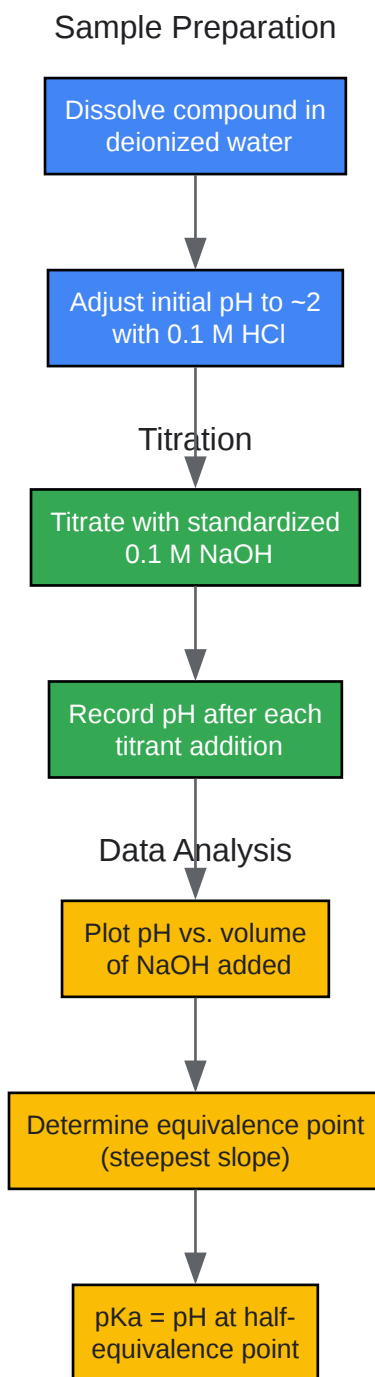 Sample Preparation
Dissolve compound in
deionized water
Adjust initial pH to ~2
with 0.1 M HCl
Titration
Titrate with standardized
0.1 M NaOH
Record pH after each
titrant addition
Data Analysis
Plot pH vs. volume
of NaOH added
Determine equivalence point
(steepest slope)
pKa = pH at half-
equivalence point